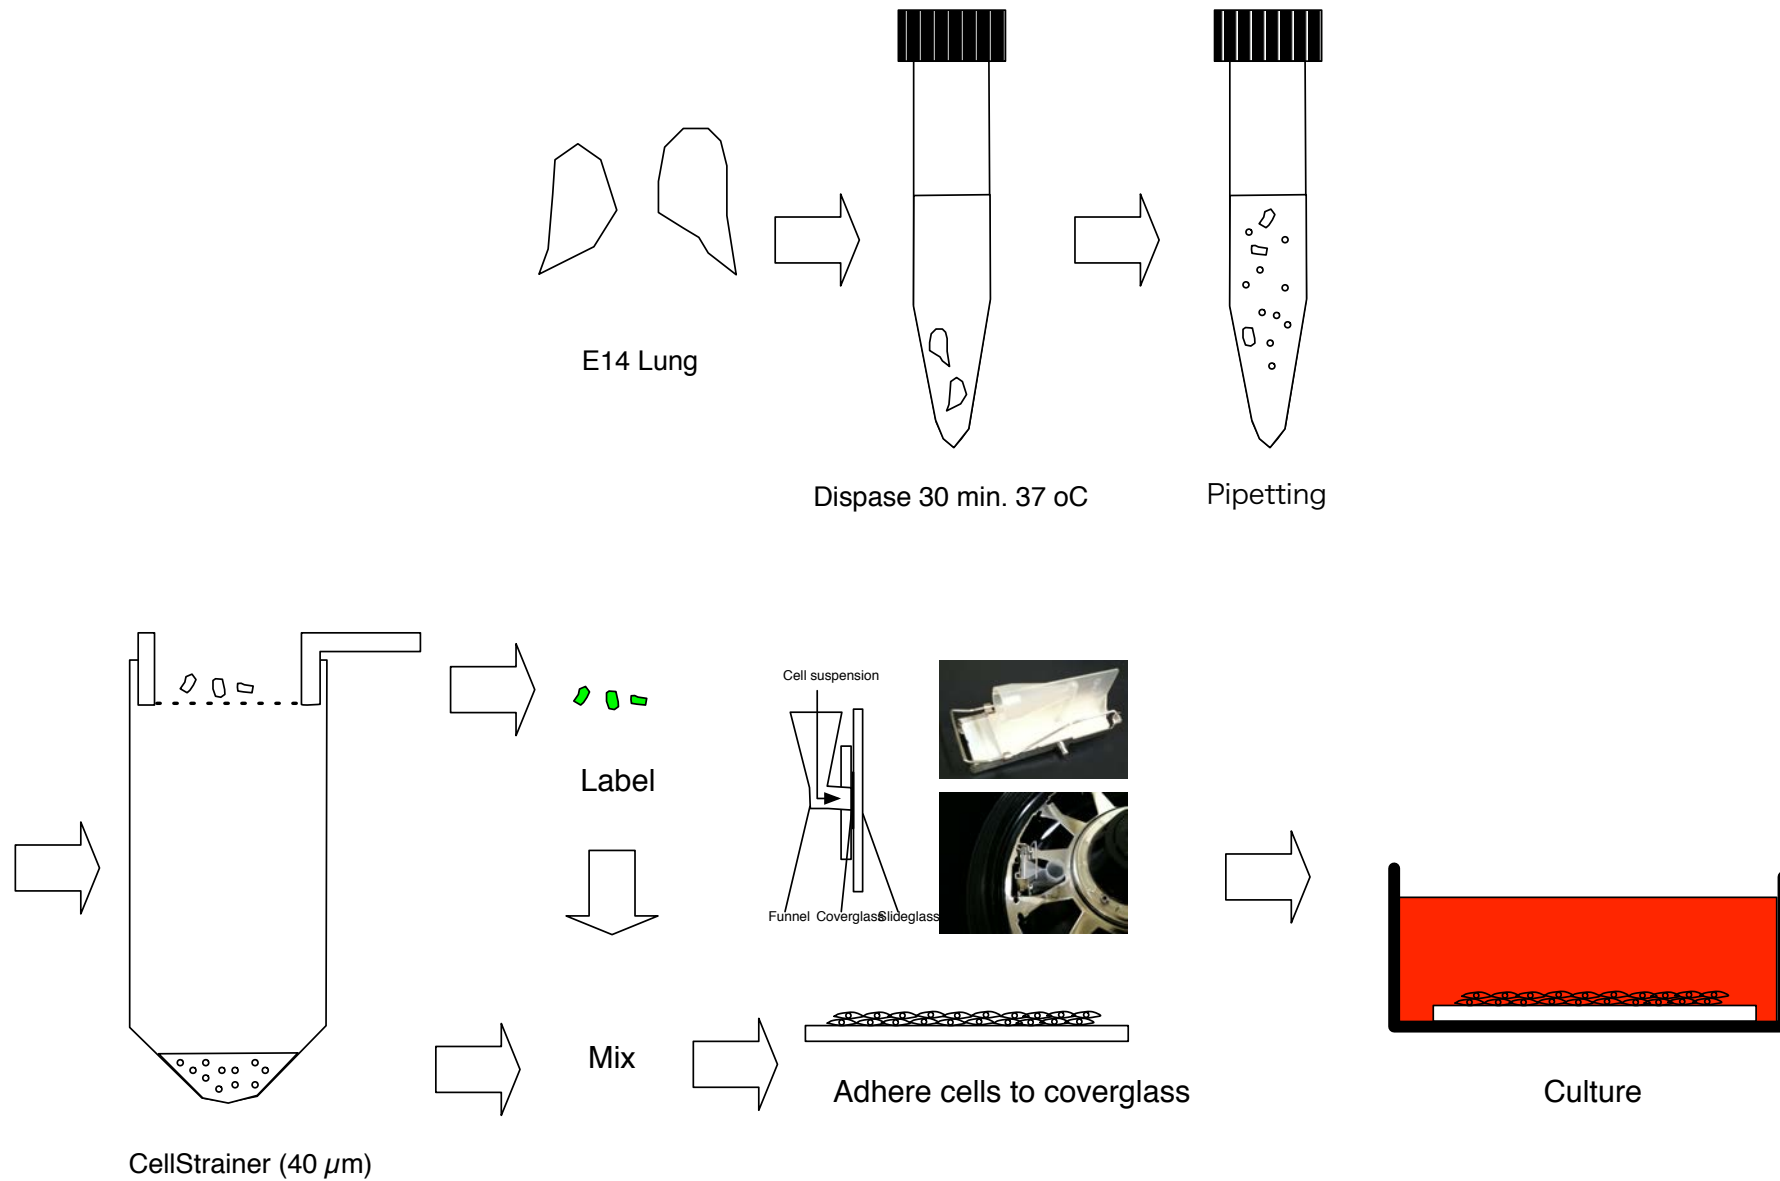 E14 Lung
Dispase 30 min. 37 oC
Pipetting
Cell suspension
Label
Funnel
Coverglass
Slideglass
Mix
Adhere cells to coverglass
Culture
CellStrainer (40 µm)